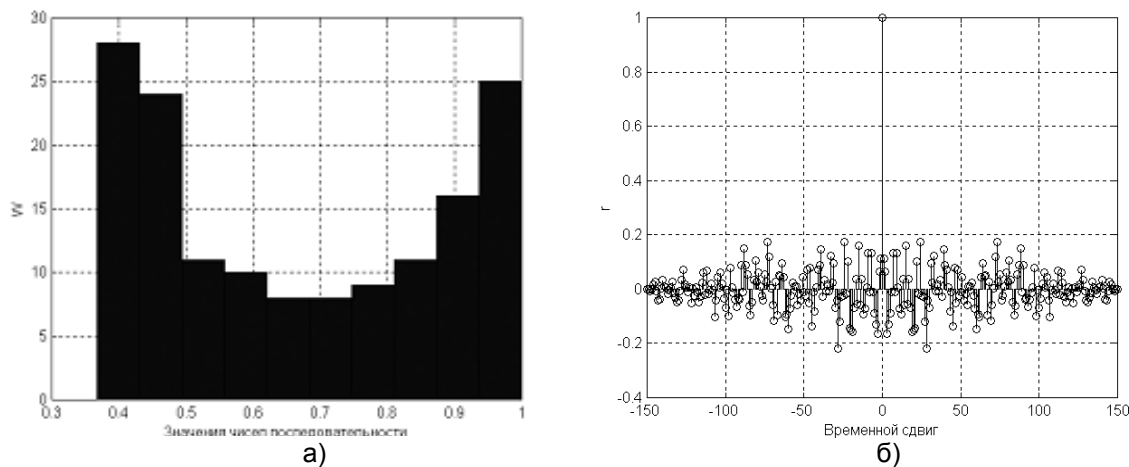 30
25
20
15
10
5
0
W
0.3 0.4 0.5 0.6 0.7 0.8 0.9 1
Значения чисел последовательности
а)
1
0.8
0.6
0.4
0.2
0
-0.2
-0.4
r
-150 -100 -50 0 50 100 150
Временной сдвиг
б)